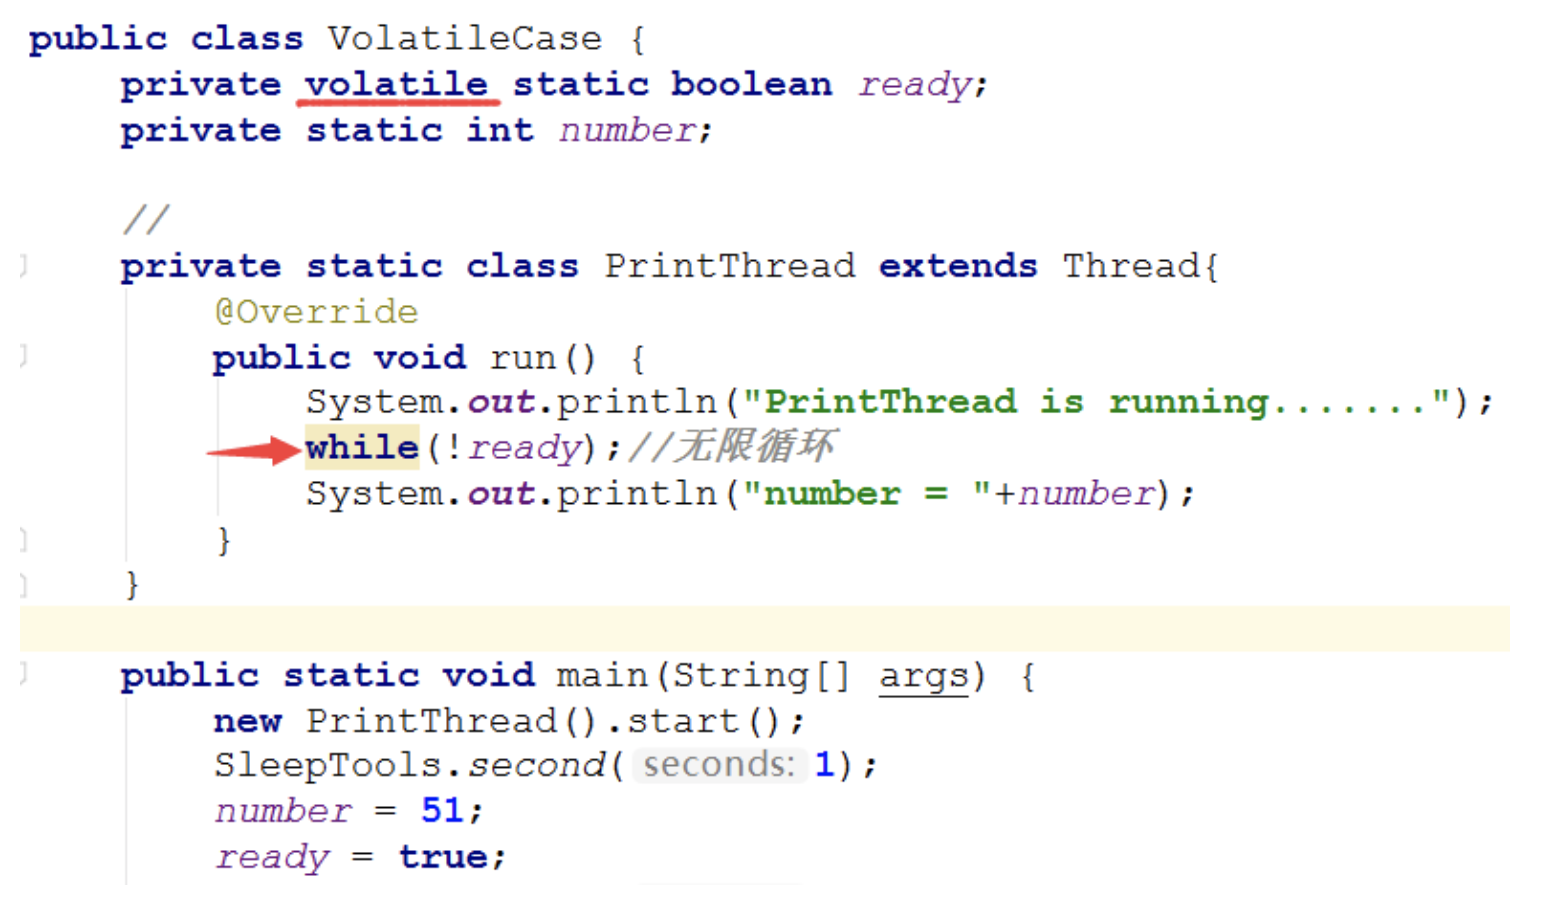 public class VolatileCase {
private volatile static boolean ready;
private static int number;
//
private static class PrintThread extends Thread{
@Override
public void run() {
System.out.println("PrintThread is running.......");
while(!ready);//无限循环
System.out.println("number = "+number);
}
}
public static void main(String[] args) {
new PrintThread().start();
SleepTools.second( seconds: 1);
number = 51;
ready = true;